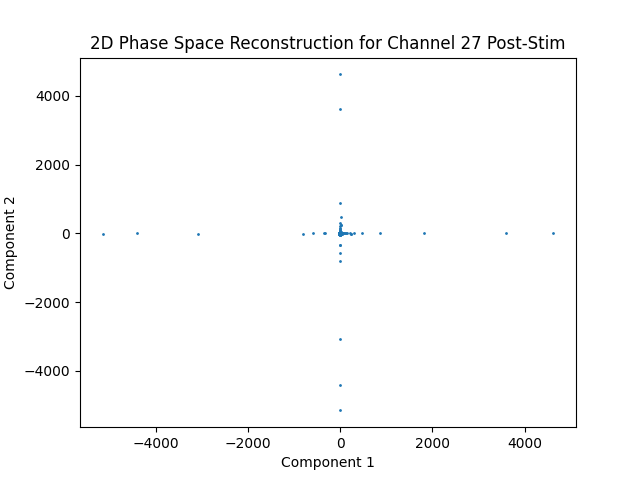 2D Phase Space Reconstruction for Channel 27 Post-Stim
4000
2000
0
−2000
−4000
Component 2
−4000 −2000 0 2000 4000
Component 1